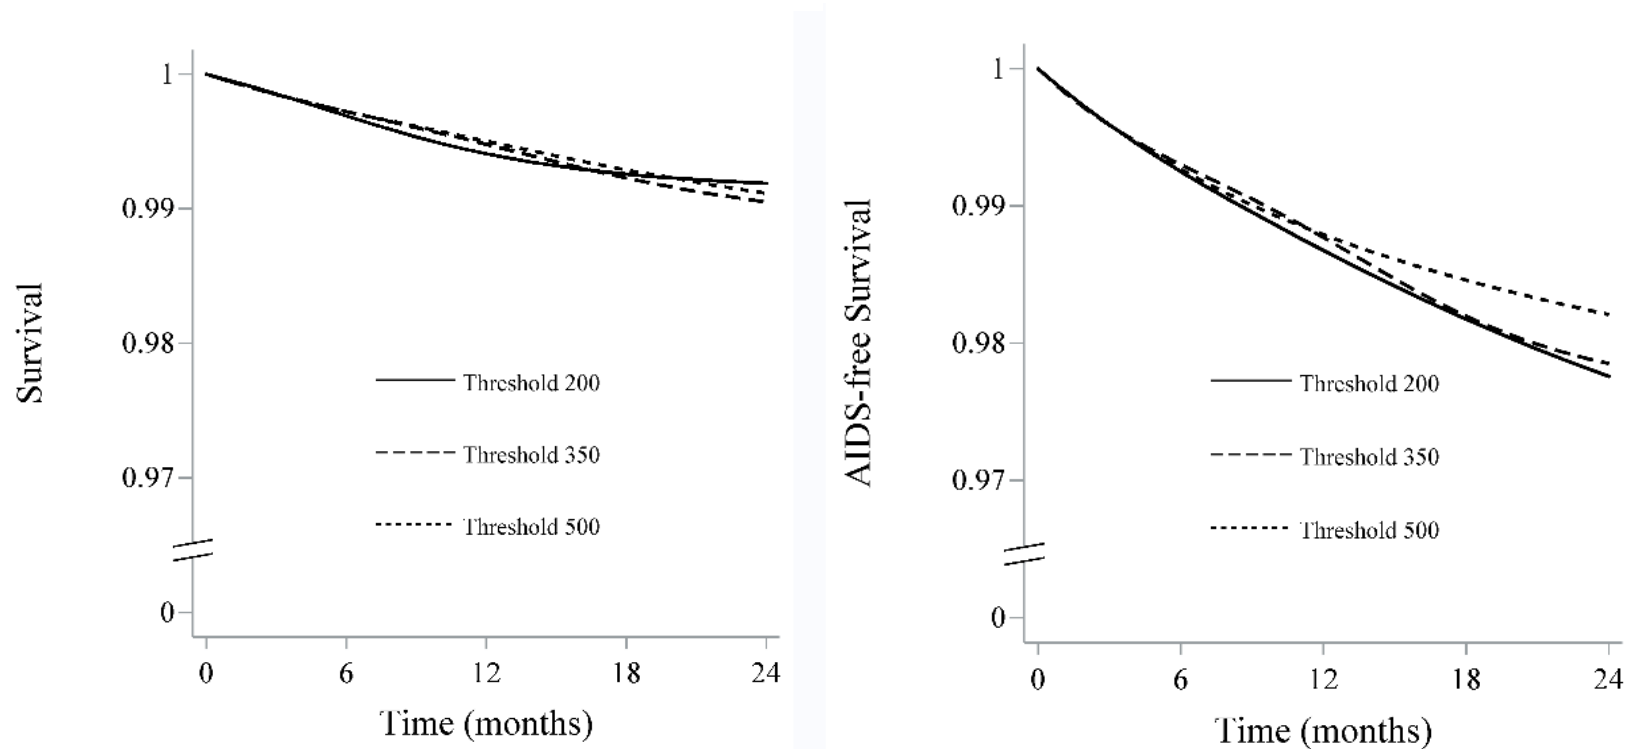 Survival
1
0.99
0.98
0.97
0
Threshold 200
Threshold 350
Threshold 500
0 6 12 18 24
Time (months)
AIDS-free Survival
1
0.99
0.98
0.97
0
Threshold 200
Threshold 350
Threshold 500
0 6 12 18 24
Time (months)